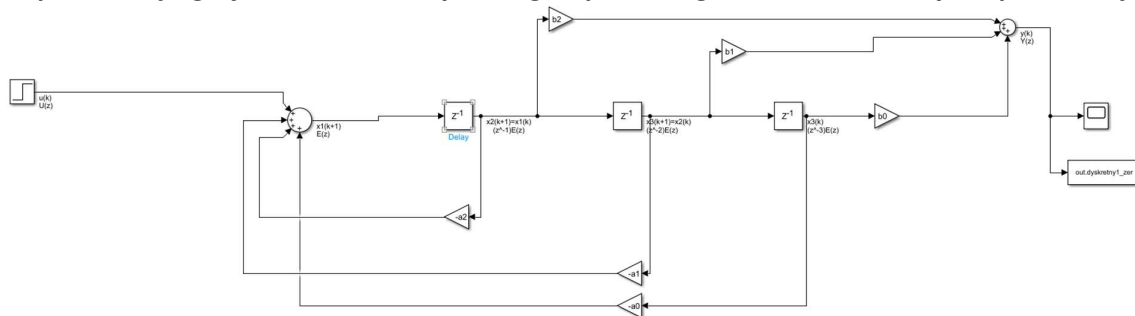 b2
b1
u(k)
U(z)
x1(k+1)
E(z)
Z-1
Delay
x2(k+1)=x1(k)
(z^-1)E(z)
Z-1
x3(k+1)=x2(k)
(z^-2)E(z)
Z-1
x3(k)
(z^-3)E(z)
b0
y(k)
Y(z)
out.dyskretny1_zer
-a2
-a1
-a0